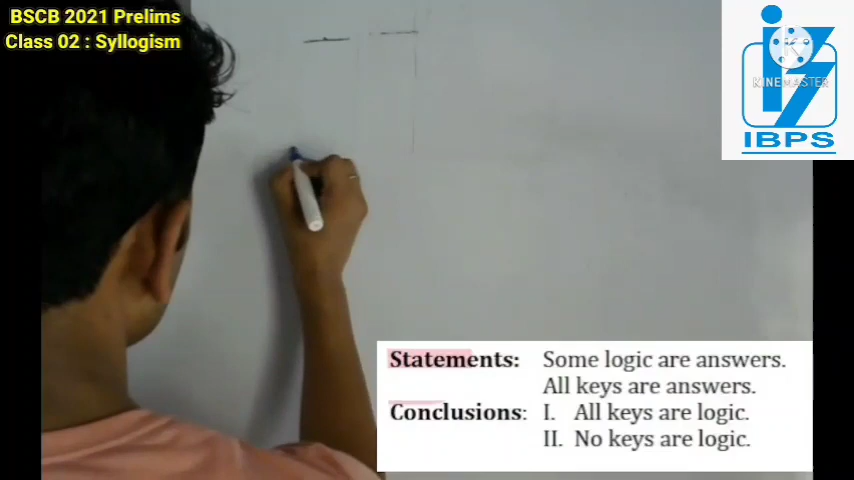 BSCB 2021 Prelims
Class 02 : Syllogism
KINEMASTER
IBPS
Statements: Some logic are answers.
All keys are answers.
Conclusions: I. All keys are logic.
II. No keys are logic.